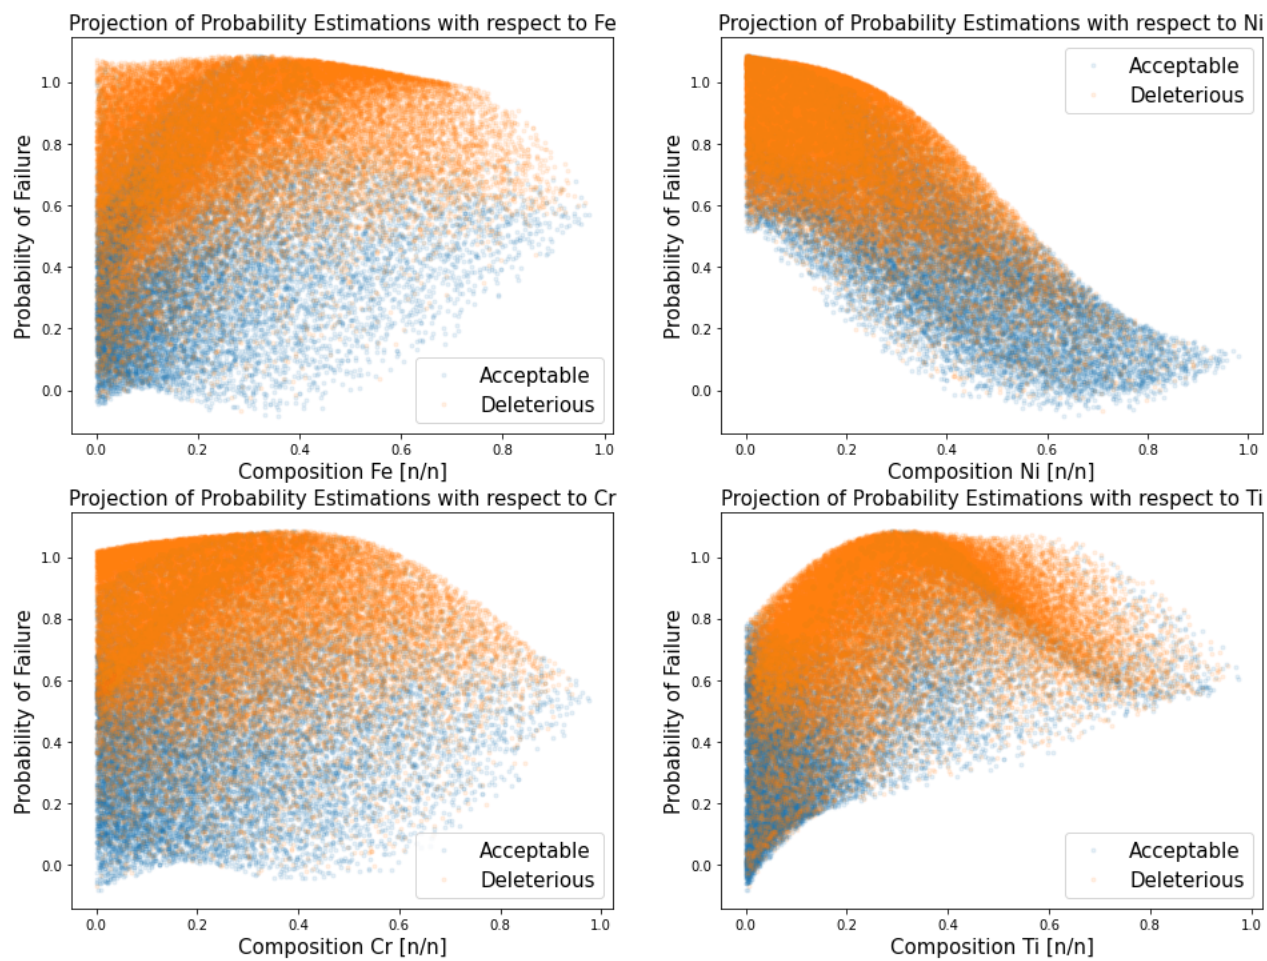 Projection of Probability Estimations with respect to Fe
Probability of Failure
1.0
0.8
0.6
0.4
0.2
0.0
Acceptable
Deleterious
0.0 0.2 0.4 0.6 0.8 1.0
Composition Fe [n/n]
Projection of Probability Estimations with respect to Ni
Probability of Failure
1.0
0.8
0.6
0.4
0.2
0.0
Acceptable
Deleterious
0.0 0.2 0.4 0.6 0.8 1.0
Composition Ni [n/n]
Projection of Probability Estimations with respect to Cr
Probability of Failure
1.0
0.8
0.6
0.4
0.2
0.0
Acceptable
Deleterious
0.0 0.2 0.4 0.6 0.8 1.0
Composition Cr [n/n]
Projection of Probability Estimations with respect to Ti
Probability of Failure
1.0
0.8
0.6
0.4
0.2
0.0
Acceptable
Deleterious
0.0 0.2 0.4 0.6 0.8 1.0
Composition Ti [n/n]